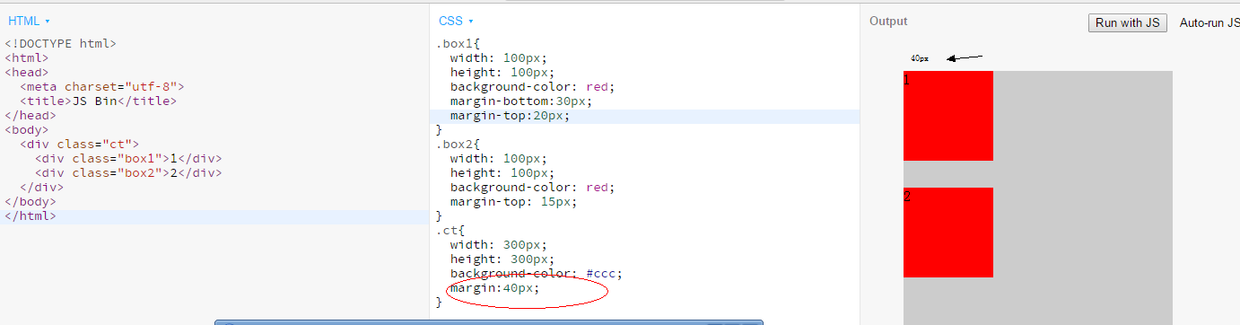 HTML
<!DOCTYPE html>
<html>
<head>
<meta charset="utf-8">
<title>JS Bin</title>
</head>
<body>
<div class="ct">
<div class="box1">1</div>
<div class="box2">2</div>
</div>
</body>
</html>
CSS
.box1{
width: 100px;
height: 100px;
background-color: red;
margin-bottom:30px;
margin-top:20px;
}
.box2{
width: 100px;
height: 100px;
background-color: red;
margin-top: 15px;
}
.ct{
width: 300px;
height: 300px;
background-color: #ccc;
margin:40px;
}
Output Run with JS Auto-run JS
40px
1
2